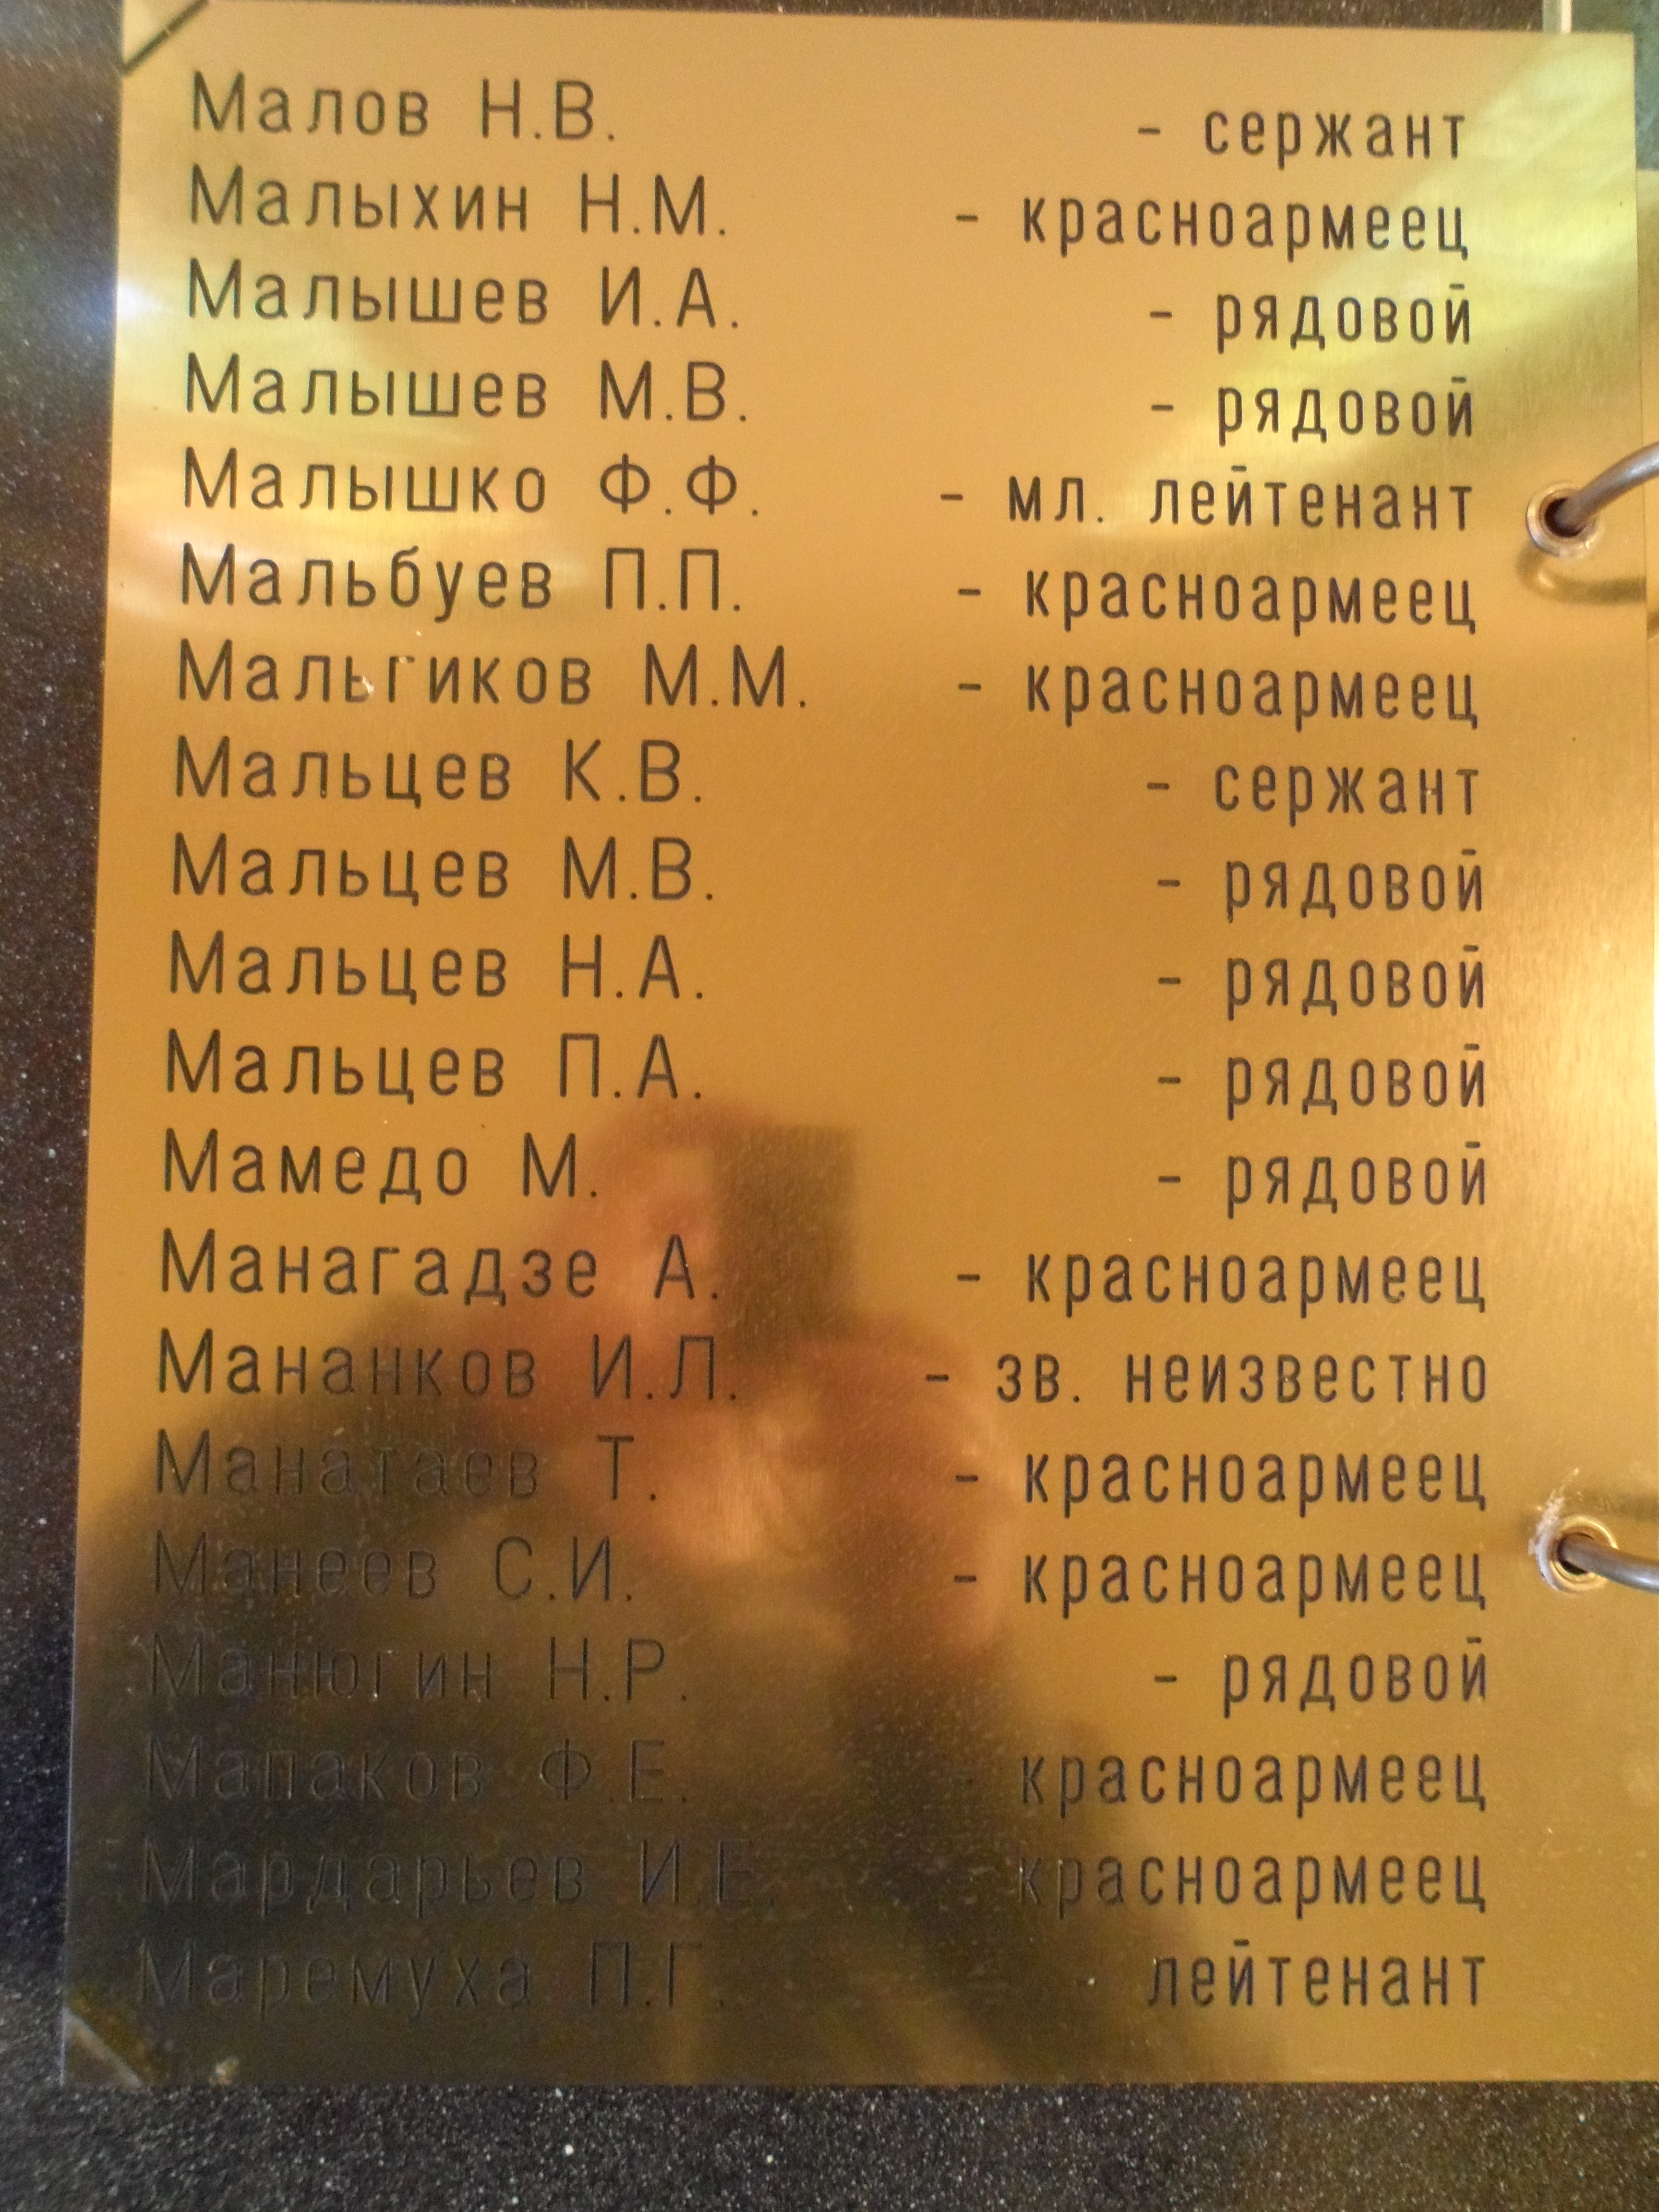 Малов Н.В. - сержант
Малыхин Н.М. - красноармеец
Малышев И.А. - рядовой
Малышев М.В. - рядовой
Малышко Ф.Ф. - мл. лейтенант
Мальбуев П.П. - красноармеец
Мальгиков М.М. - красноармеец
Мальцев К.В. - сержант
Мальцев М.В. - рядовой
Мальцев Н.А. - рядовой
Мальцев П.А. - рядовой
Мамедо М. - рядовой
Манагадзе А. - красноармеец
Мананков И.Л. - зв. неизвестно
Манатаев Т. - красноармеец
Манеев С.И. - красноармеец
Манюгин Н.Р. - рядовой
Мапаков Ф.Е. - красноармеец
Мардарьев И.Е. красноармеец
Маремуха П.Г. - лейтенант